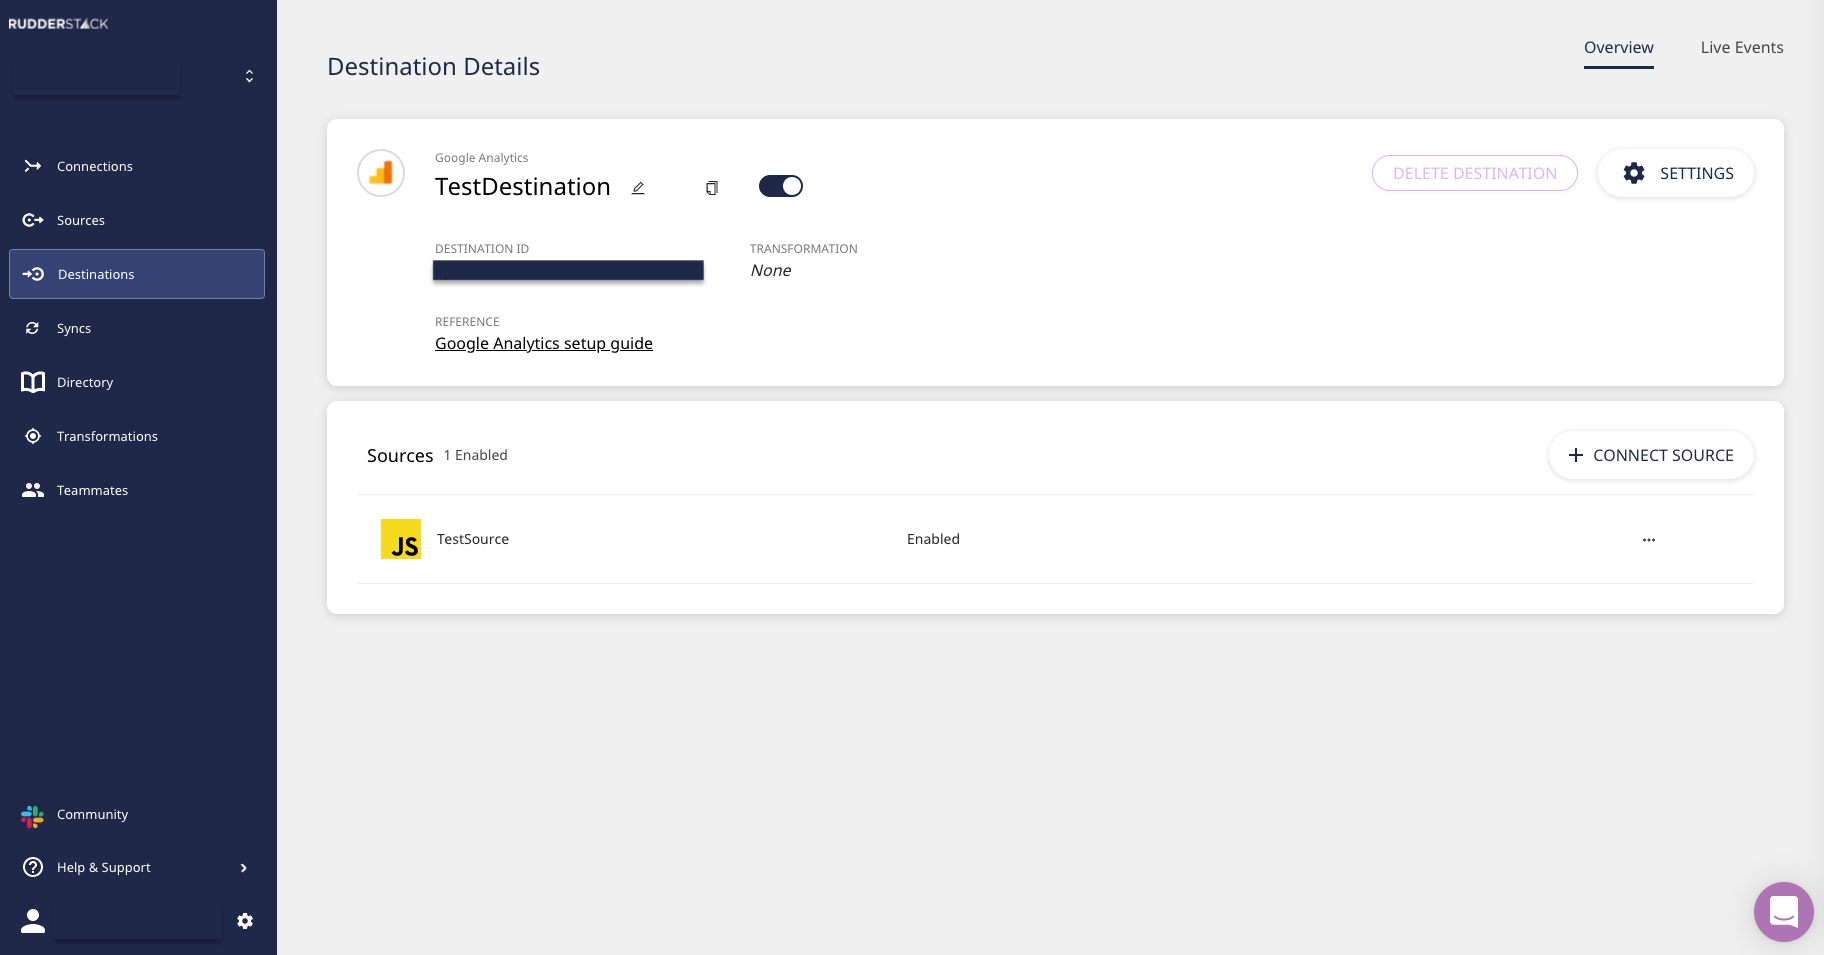 RUDDERSTACK
Connections
Sources
Destinations
Syncs
Directory
Transformations
Teammates
Community
Help & Support
Destination Details
Overview
Live Events
Google Analytics
TestDestination
DELETE DESTINATION
SETTINGS
DESTINATION ID
TRANSFORMATION
None
REFERENCE
Google Analytics setup guide
Sources 1 Enabled
CONNECT SOURCE
JS TestSource Enabled